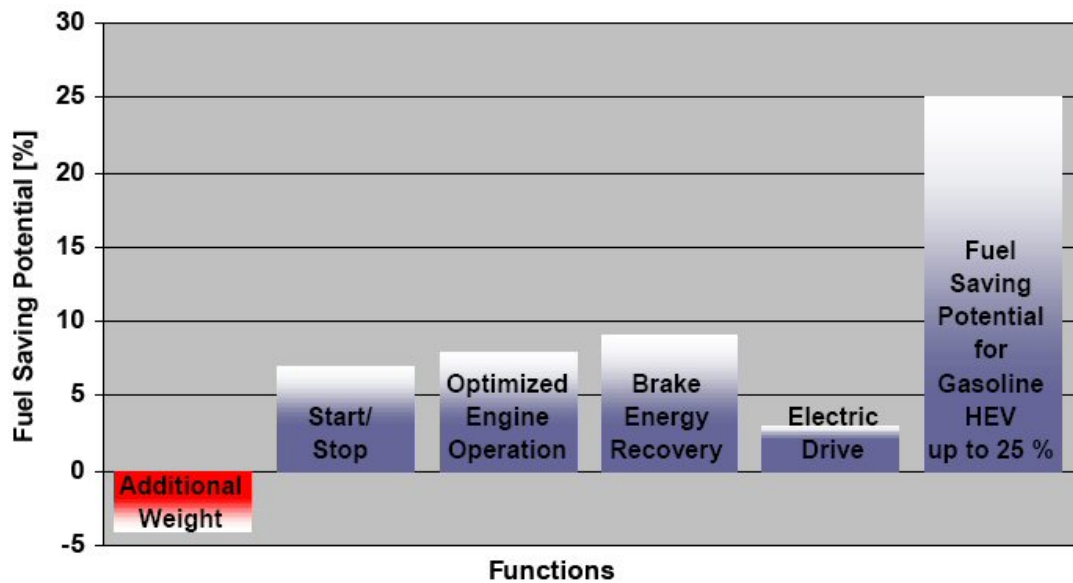 Fuel Saving Potential [%]
30
25
20
15
10
5
0
-5
Additional
Weight
Start/
Stop
Optimized
Engine
Operation
Brake
Energy
Recovery
Electric
Drive
Fuel
Saving
Potential
for
Gasoline
HEV
up to 25 %
Functions